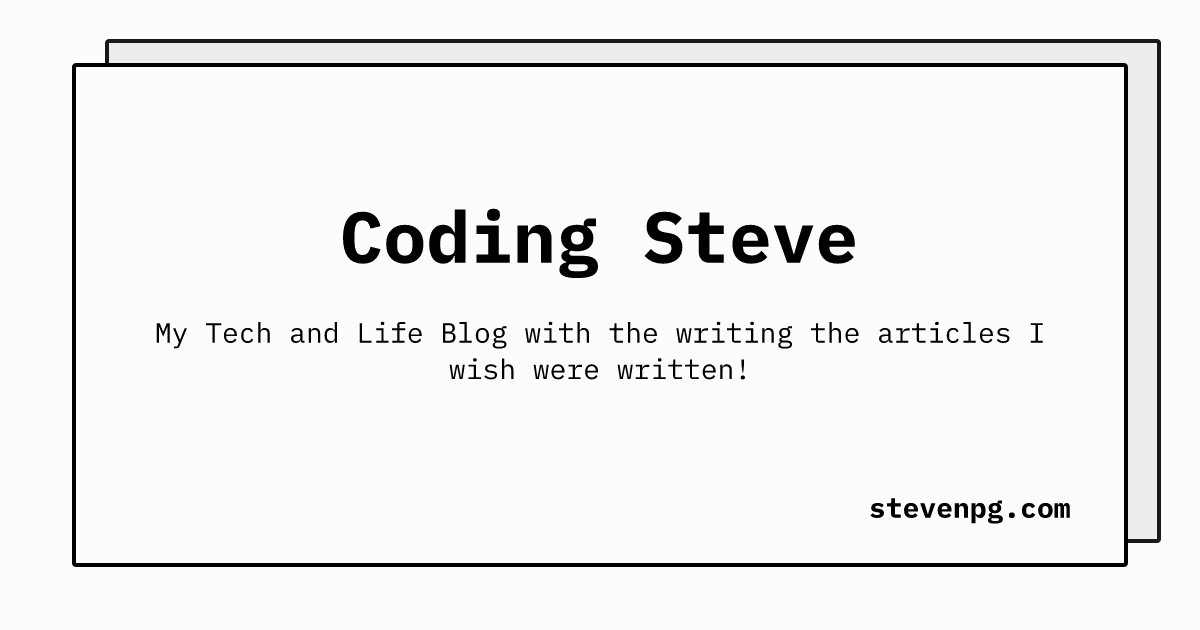 Coding Steve
My Tech and Life Blog with the writing the articles I
wish were written!
stevenpg.com